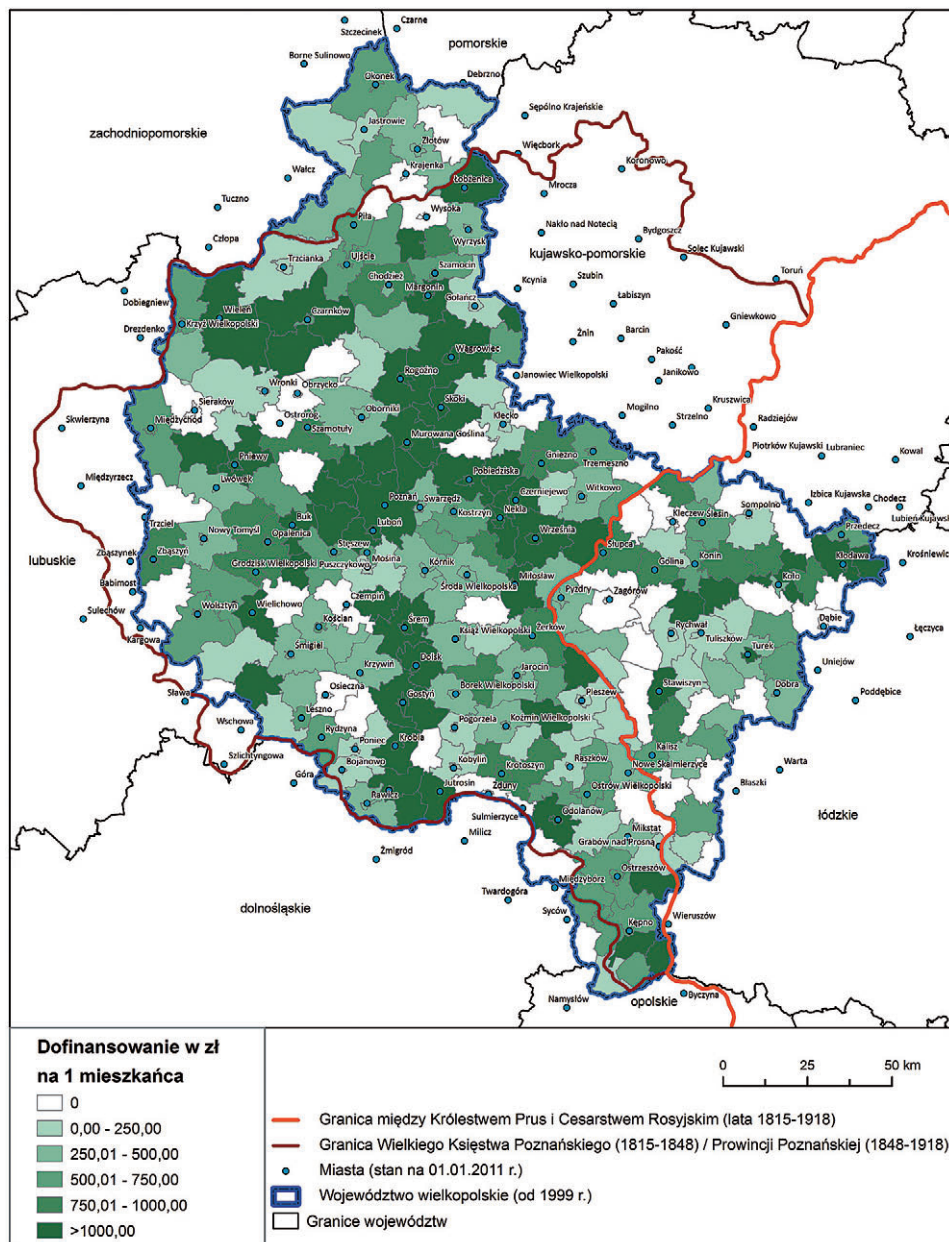 Czarne
Szczecinek
pomorskie
Borne Sulinowo
Okonek
Debrzno
Sępólno Krajeńskie
zachodniopomorskie
Jastrowie
Złotów
Więcbork
Koronowo
Krajenka
Wałcz
Łobżenica
Mrocza
Tuczno
Wysoka
Piła
Nakło nad Notecią
Bydgoszcz
Wyrzysk
Człopa
Solec Kujawski
kujawsko-pomorskie
Trzcianka
Ujście
Szamocin
Toruń
Chodzież
Kcynia
Szubin
Dobiegniew
Margonin
Gołańcz
Łabiszyn
Wieleń
Czarnków
Gniewkowo
Krzyż Wielkopolski
Drezdenko
Żnin
Barcin
Wągrowiec
Pakość
Rogoźno
Janowiec Wielkopolski
Janikowo
Wronki
Obrzycko
Sieraków
Skoki
Kruszwica
Skwierzyna
Międzychód
Ostroróg
Oborniki
Kłecko
Mogilno
Strzelno
Radziejów
Szamotuły
Murowana Goślina
Piotrków Kujawski
Lubraniec
Kowal
Pniewy
Gniezno
Trzemeszno
Pobiedziska
Międzyrzecz
Lwówek
Witkowo
Czerniejewo
Izbica Kujawska
Chodecz
Poznań
Swarzędz
Sompolno
Kleczew
Ślesin
Lubień Kujawski
Trzciel
Buk
Kostrzyn
Nekla
Luboń
Przedecz
Nowy Tomyśl
Opalenica
Września
lubuskie
Zbąszynek
Zbąszyń
Stęszew
Słupca
Kłodawa
Krośniewice
Puszczykowo
Mosina
Kórnik
Golina
Konin
Grodzisk Wielkopolski
Środa Wielkopolska
Miłosław
Koło
Babimost
Czempiń
Pyzdry
Zagórów
Sulechów
Wolsztyn
Wielichowo
Kościan
Śrem
Dąbie
Kargowa
Książ Wielkopolski
Żerków
Rychwał
Tuliszków
Łęczyca
Śmigiel
Krzywiń
Dolsk
Turek
Jarocin
Uniejów
Sława
Osieczna
Gostyń
Borek Wielkopolski
Pleszew
Stawiszyn
Dobra
Poddębice
Leszno
Wschowa
Rydzyna
Pogorzela
Koźmin Wielkopolski
Poniec
Krobia
Kalisz
Szlichtyngowa
Góra
Bojanowo
Kobylin
Krotoszyn
Raszków
Nowe Skalmierzyce
Warta
Rawicz
Jutrosin
Zduny
Ostrów Wielkopolski
Błaszki
Sulmierzyce
Odolanów
Milicz
Mikstat
łódzkie
Grabów nad Prosną
Żmigród
Ostrzeszów
Międzybórz
dolnośląskie
Twardogóra
Syców
Kępno
Wieruszów
Namysłów
opolskie
Byczyna
Dofinansowanie w zł
na 1 mieszkańca
0
0,00 - 250,00
250,01 - 500,00
500,01 - 750,00
750,01 - 1000,00
>1000,00
0 25 50 km
Granica między Królestwem Prus i Cesarstwem Rosyjskim (lata 1815-1918)
Granica Wielkiego Księstwa Poznańskiego (1815-1848) / Prowincji Poznańskiej (1848-1918)
Miasta (stan na 01.01.2011 r.)
Województwo wielkopolskie (od 1999 r.)
Granice województw